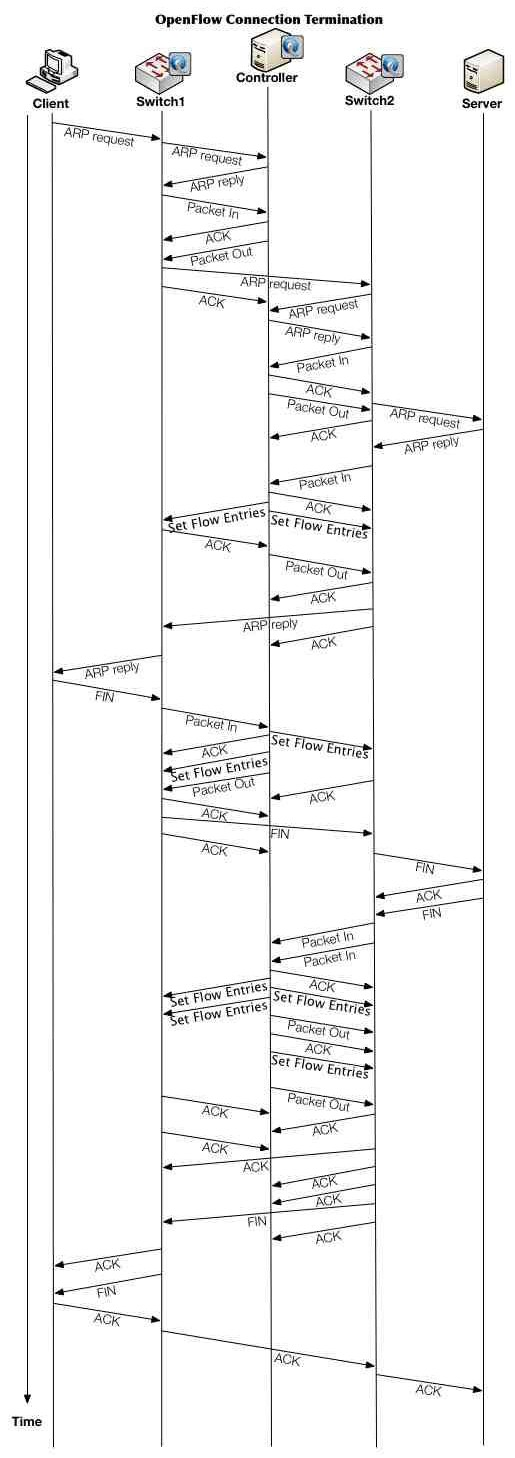 OpenFlow Connection Termination
Client
Switch1
Controller
Switch2
Server
ARP request
ARP request
ARP reply
Packet In
ACK
Packet Out
ARP request
ACK
ARP request
ARP reply
Packet In
ACK
Packet Out
ARP request
ACK
ARP reply
Packet In
ACK
Set Flow Entries
Set Flow Entries
ACK
Packet Out
ACK
ARP reply
ACK
ARP reply
FIN
Packet In
Set Flow Entries
ACK
Set Flow Entries
Packet Out
ACK
ACK
FIN
ACK
FIN
ACK
FIN
Packet In
Packet In
ACK
Set Flow Entries
Set Flow Entries
Set Flow Entries
Packet Out
ACK
Set Flow Entries
Packet Out
ACK
ACK
ACK
ACK
ACK
ACK
FIN
ACK
ACK
FIN
ACK
ACK
ACK
Time